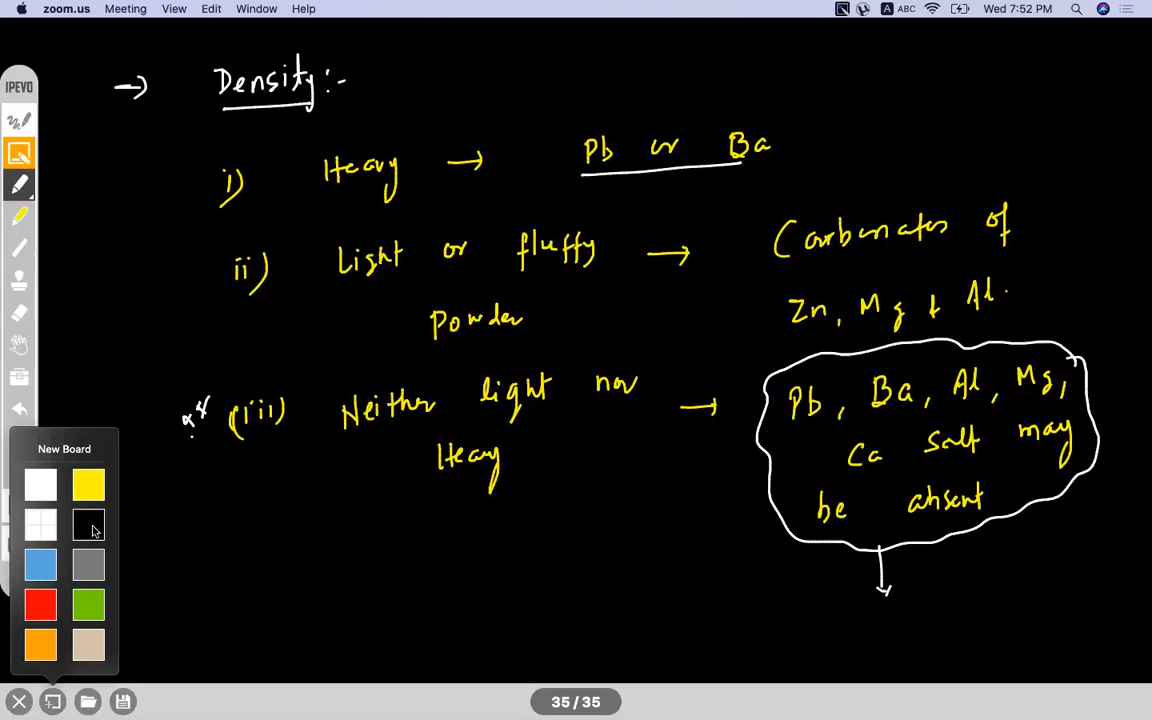 zoom.us Meeting View Edit Window Help A ABC Wed 7:52 PM
IPEVO
→ Density:-
i) Heavy → Pb or Ba
ii) Light or fluffy → Carbonates of
Powder Zn, Mg & Al.
(iii) Neither light nor → Pb, Ba, Al, Mg,
Heavy Ca salt may
be absent
New Board
35 / 35